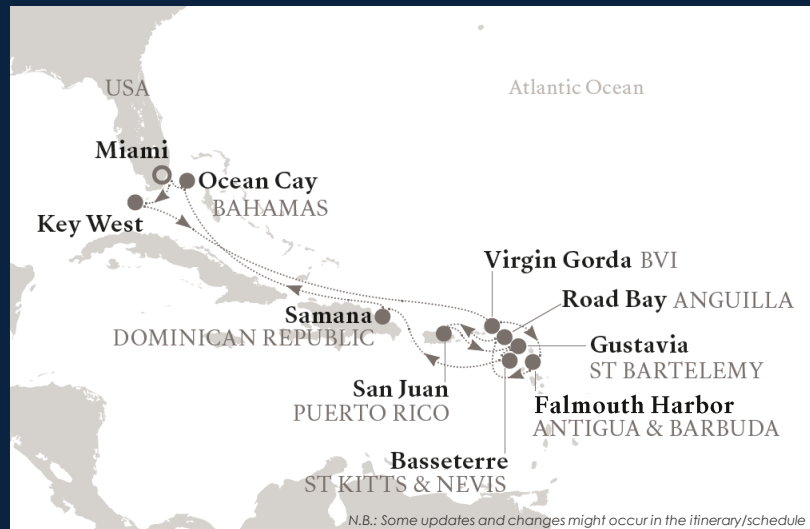 USA
Atlantic Ocean
Miami
Ocean Cay
BAHAMAS
Key West
Virgin Gorda BVI
Road Bay ANGUILLA
Samana
DOMINICAN REPUBLIC
Gustavia
ST BARTELEMY
San Juan
PUERTO RICO
Falmouth Harbor
ANTIGUA & BARBUDA
Basseterre
ST KITTS & NEVIS
N.B.: Some updates and changes might occur in the itinerary/schedule